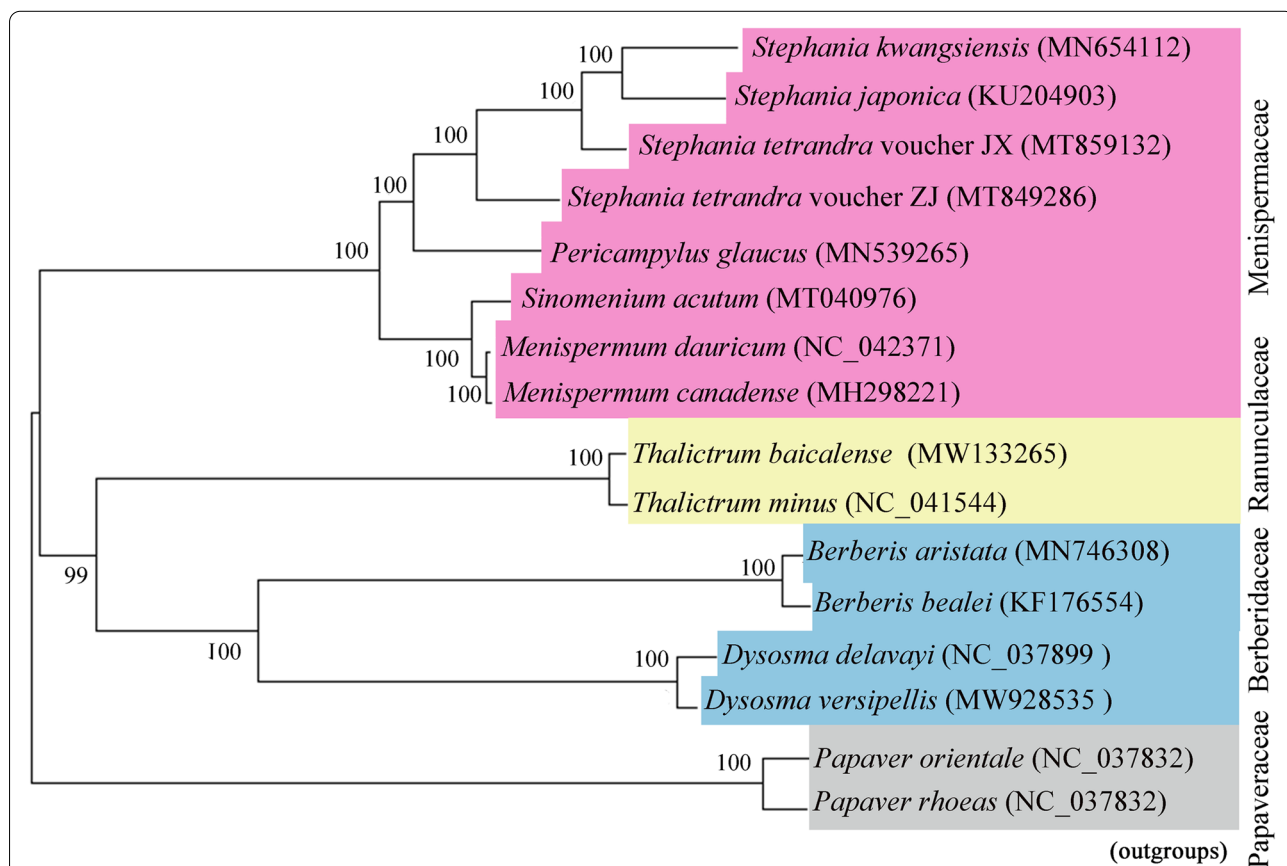 100
Stephania kwangsiensis (MN654112)
100
Stephania japonica (KU204903)
100
Stephania tetrandra voucher JX (MT859132)
100
Stephania tetrandra voucher ZJ (MT849286)
100
Pericampylus glaucus (MN539265)
Sinomenium acutum (MT040976)
100
Menispermum dauricum (NC_042371)
100
Menispermum canadense (MH298221)
Menispermaceae
100
Thalictrum baicalense (MW133265)
Thalictrum minus (NC_041544)
Ranunculaceae
99
100
Berberis aristata (MN746308)
Berberis bealei (KF176554)
100
100
Dysosma delavayi (NC_037899 )
Dysosma versipellis (MW928535 )
Berberidaceae
100
Papaver orientale (NC_037832)
Papaver rhoeas (NC_037832)
Papaveraceae
(outgroups)